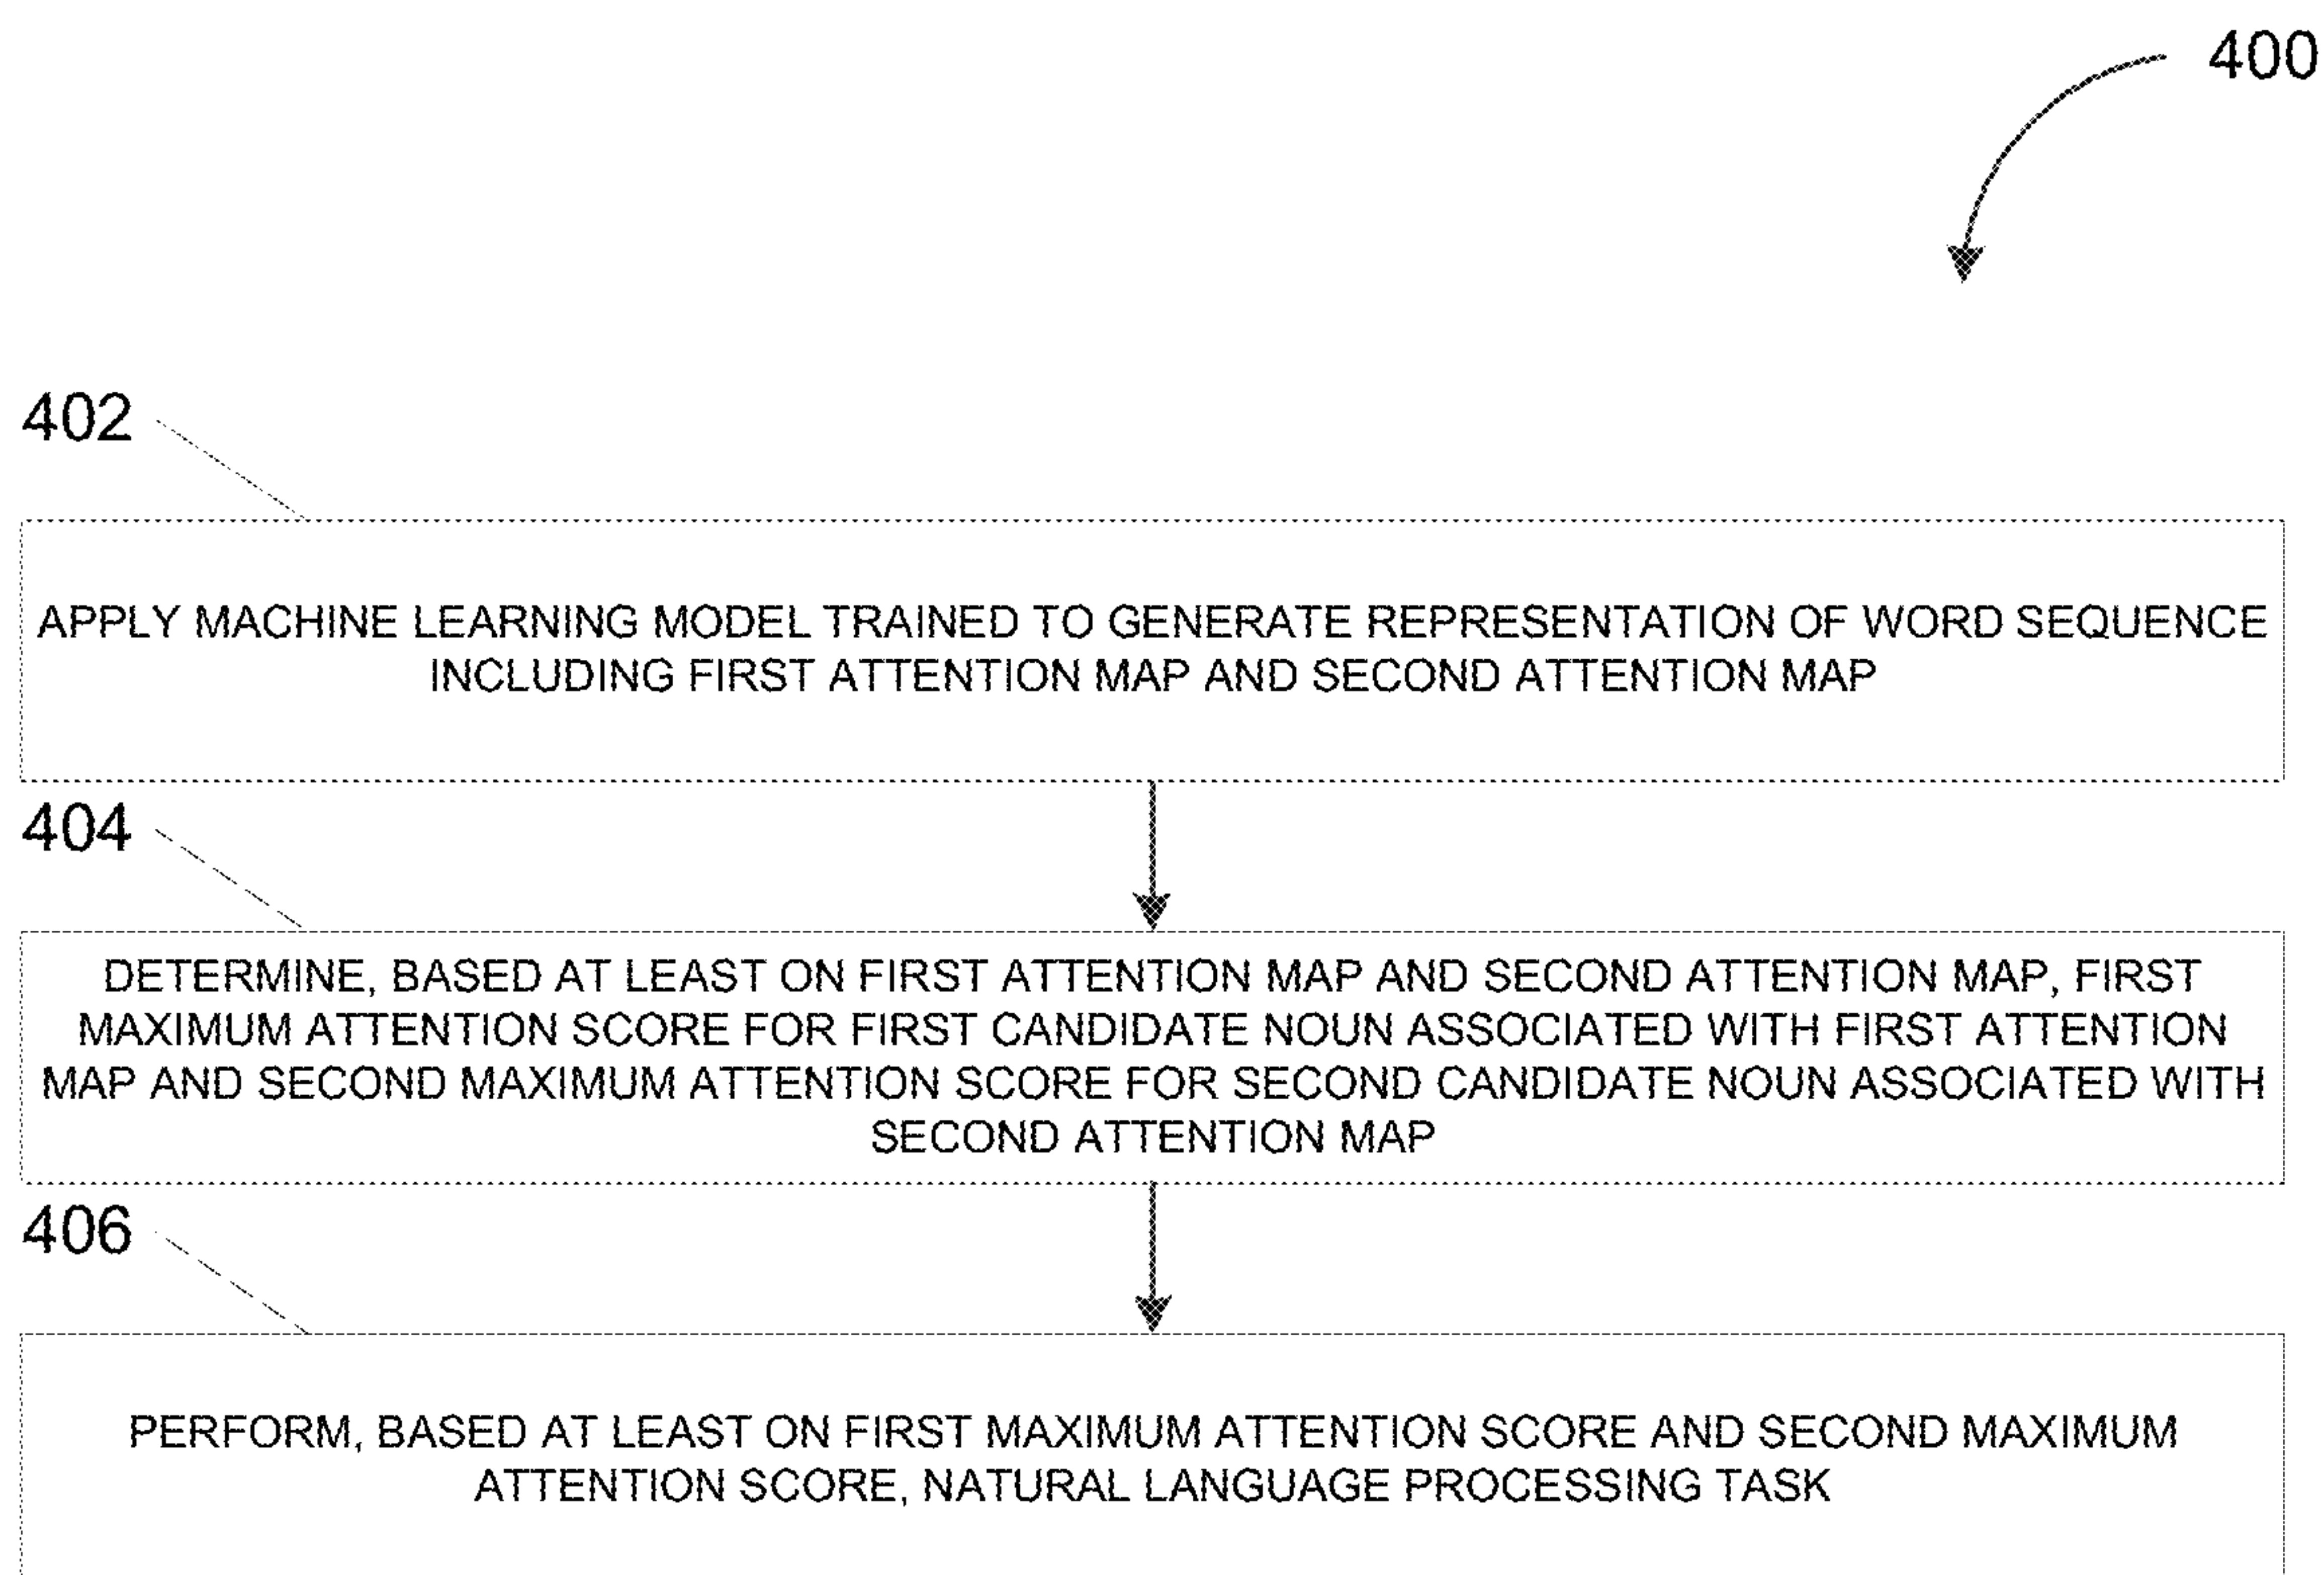 400
402
APPLY MACHINE LEARNING MODEL TRAINED TO GENERATE REPRESENTATION OF WORD SEQUENCE
INCLUDING FIRST ATTENTION MAP AND SECOND ATTENTION MAP
404
DETERMINE, BASED AT LEAST ON FIRST ATTENTION MAP AND SECOND ATTENTION MAP, FIRST
MAXIMUM ATTENTION SCORE FOR FIRST CANDIDATE NOUN ASSOCIATED WITH FIRST ATTENTION
MAP AND SECOND MAXIMUM ATTENTION SCORE FOR SECOND CANDIDATE NOUN ASSOCIATED WITH
SECOND ATTENTION MAP
406
PERFORM, BASED AT LEAST ON FIRST MAXIMUM ATTENTION SCORE AND SECOND MAXIMUM
ATTENTION SCORE, NATURAL LANGUAGE PROCESSING TASK